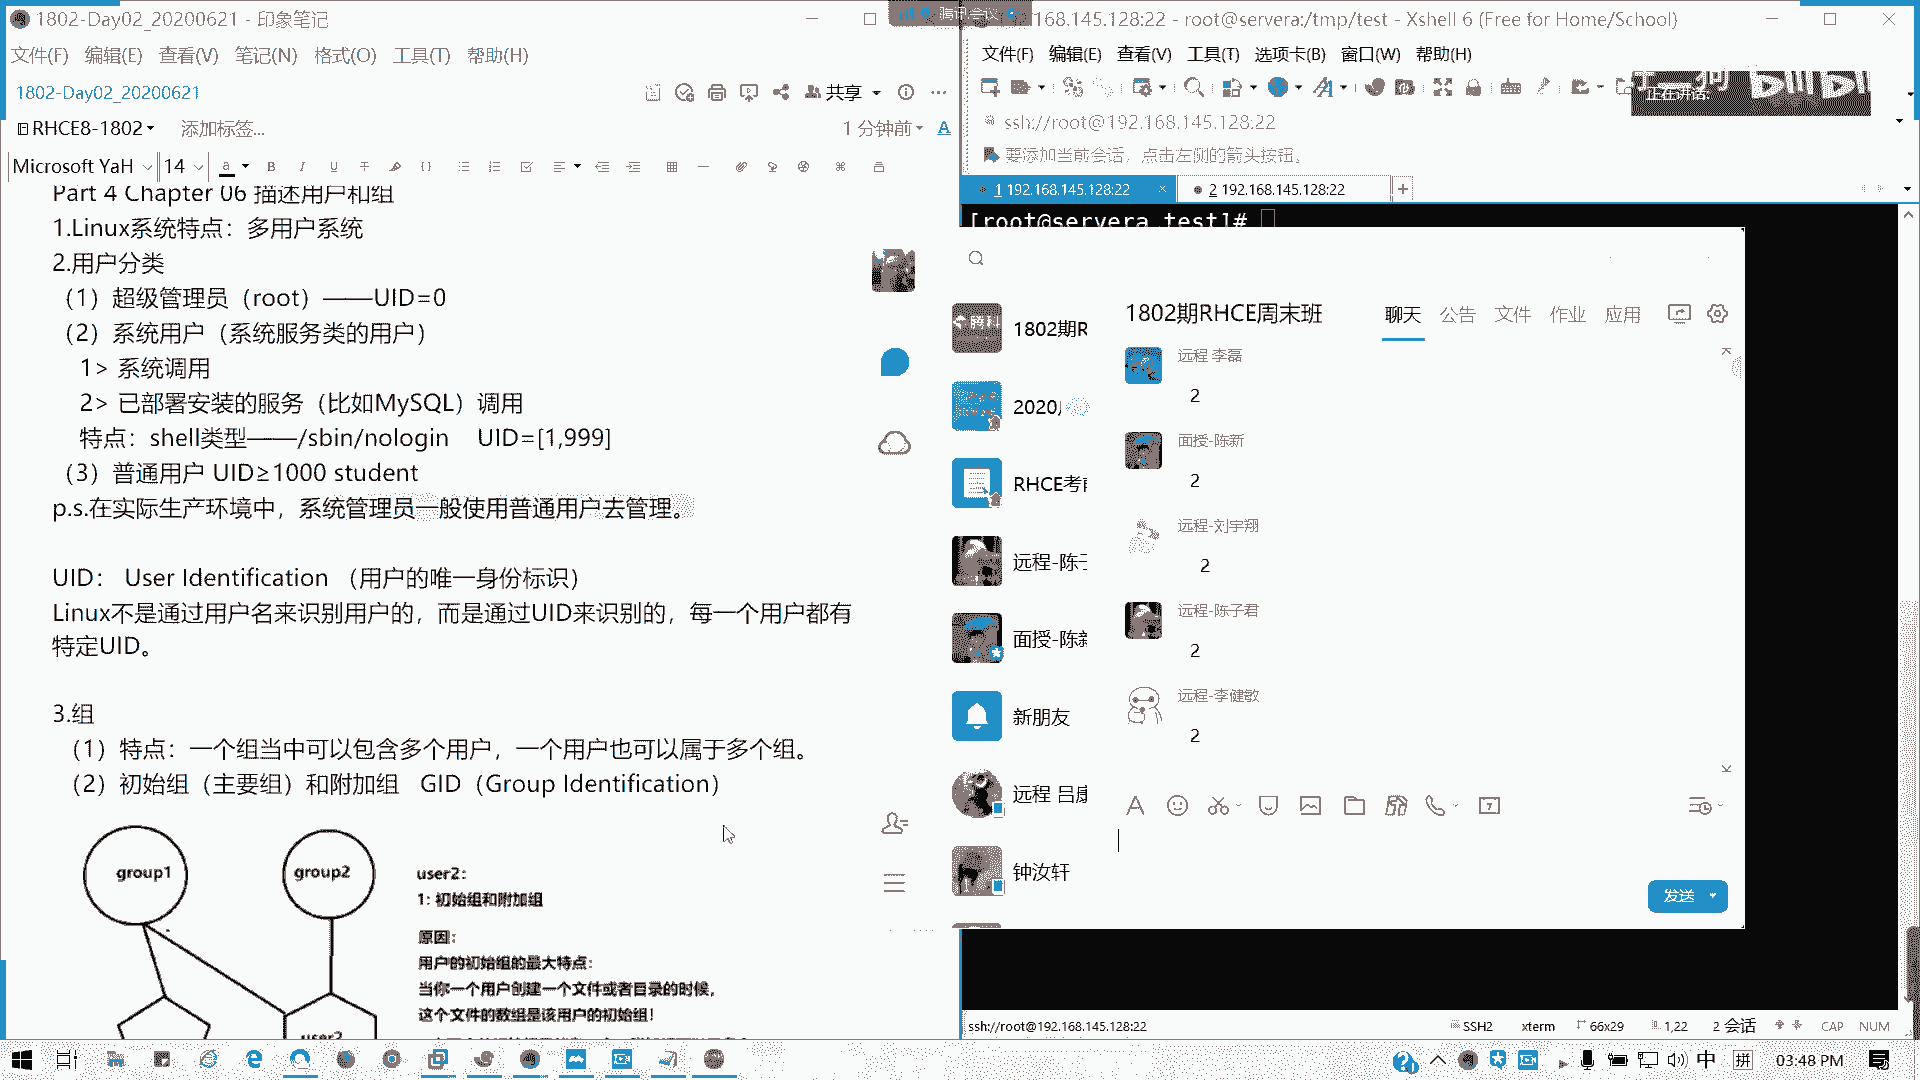 1802-Day02_20200621 - 印象笔记
文件(F) 编辑(E) 查看(V) 笔记(N) 格式(O) 工具(T) 帮助(H)
1802-Day02_20200621
共享
RHCE8-1802
添加标签...
1 分钟前
Microsoft YaH 14
Part 4 Chapter 06 描述用户和组
1.Linux系统特点：多用户系统
2.用户分类
（1）超级管理员（root）——UID=0
（2）系统用户（系统服务类的用户）
1> 系统调用
2> 已部署安装的服务（比如MySQL）调用
特点：shell类型——/sbin/nologin UID=[1,999]
（3）普通用户 UID≥1000 student
p.s.在实际生产环境中，系统管理员一般使用普通用户去管理。
UID： User Identification （用户的唯一身份标识）
Linux不是通过用户名来识别用户的，而是通过UID来识别的，每一个用户都有
特定UID。
3.组
（1）特点：一个组当中可以包含多个用户，一个用户也可以属于多个组。
（2）初始组（主要组）和附加组 GID（Group Identification）
group1
group2
user2:
1: 初始组和附加组
原因:
用户的初始组的最大特点:
当你一个用户创建一个文件或者目录的时候，
这个文件的数组是该用户的初始组！
user2
腾讯会议
168.145.128:22 - root@servera:/tmp/test - Xshell 6 (Free for Home/School)
文件(F) 编辑(E) 查看(V) 工具(T) 选项卡(B) 窗口(W) 帮助(H)
正在讲话:
ssh://root@192.168.145.128:22
要添加当前会话，点击左侧的箭头按钮。
1 192.168.145.128:22
2 192.168.145.128:22
[root@servera test]#
1802期R
2020
RHCE考
远程-陈
面授-陈
新朋友
远程 吕
钟汝轩
1802期RHCE周末班
聊天 公告 文件 作业 应用
远程 李磊
2
面授-陈新
2
远程-刘宇翔
2
远程-陈子君
2
远程-李健敏
2
发送
ssh://root@192.168.145.128:22
SSH2 xterm 66x29 1,22 2 会话 CAP NUM
中 拼 03:48 PM